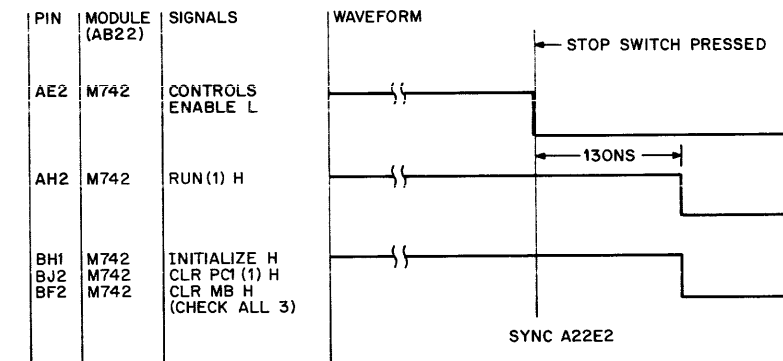 PIN MODULE SIGNALS WAVEFORM
(AB22)
STOP SWITCH PRESSED
AE2 M742 CONTROLS
ENABLE L
130NS
AH2 M742 RUN(1) H
BH1 M742 INITIALIZE H
BJ2 M742 CLR PC1 (1) H
BF2 M742 CLR MB H
(CHECK ALL 3)
SYNC A22E2